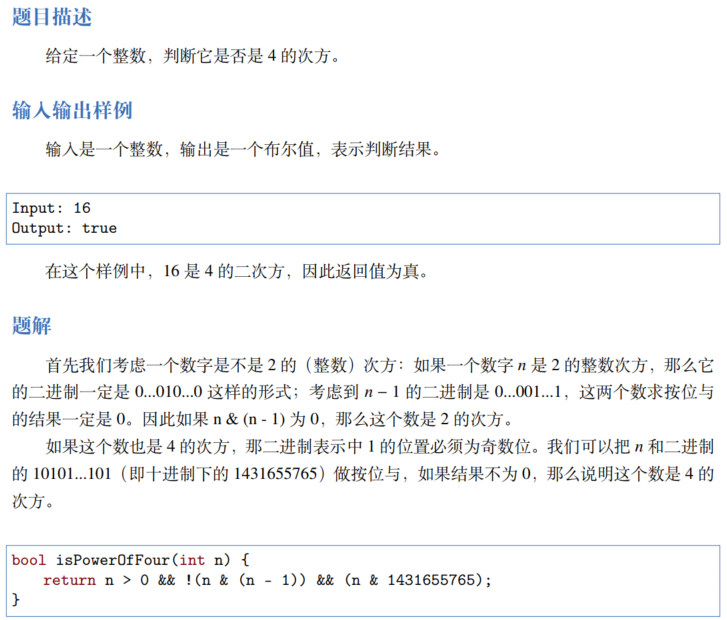 题目描述
给定一个整数，判断它是否是 4 的次方。
输入输出样例
输入是一个整数，输出是一个布尔值，表示判断结果。
Input: 16
Output: true
在这个样例中，16 是 4 的二次方，因此返回值为真。
题解
首先我们考虑一个数字是不是 2 的（整数）次方：如果一个数字 n 是 2 的整数次方，那么它
的二进制一定是 0...010...0 这样的形式；考虑到 n − 1 的二进制是 0...001...1，这两个数求按位与
的结果一定是 0。因此如果 n & (n - 1) 为 0，那么这个数是 2 的次方。
如果这个数也是 4 的次方，那二进制表示中 1 的位置必须为奇数位。我们可以把 n 和二进制
的 10101...101（即十进制下的 1431655765）做按位与，如果结果不为 0，那么说明这个数是 4 的
次方。
bool isPowerOfFour(int n) {
    return n > 0 && !(n & (n - 1)) && (n & 1431655765);
}